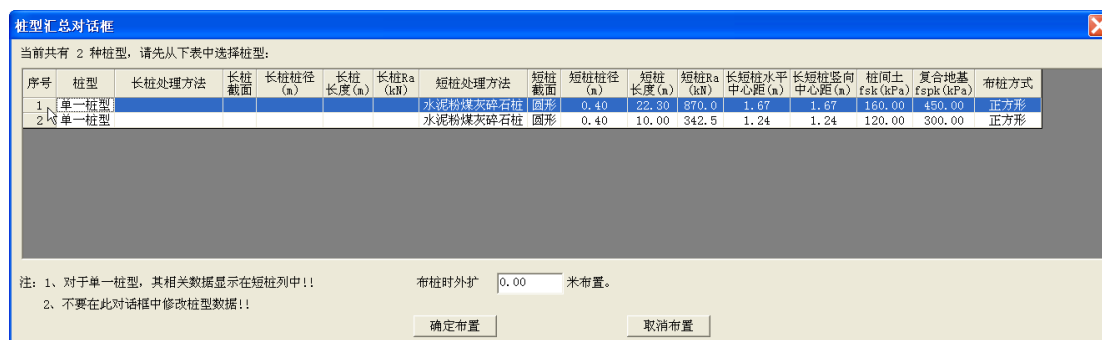 桩型汇总对话框
当前共有 2 种桩型，请先从下表中选择桩型：
序号 桩型 长桩处理方法 长桩截面 长桩桩径(m) 长桩长度(m) 长桩Ra(kN) 短桩处理方法 短桩截面 短桩桩径(m) 短桩长度(m) 短桩Ra(kN) 长短桩水平中心距(m) 长短桩竖向中心距(m) 桩间土fsk(kPa) 复合地基fspk(kPa) 布桩方式
1 单一桩型 水泥粉煤灰碎石桩 圆形 0.40 22.30 870.0 1.67 1.67 160.00 450.00 正方形
2 单一桩型 水泥粉煤灰碎石桩 圆形 0.40 10.00 342.5 1.24 1.24 120.00 300.00 正方形
注：1、对于单一桩型，其相关数据显示在短桩列中!! 布桩时外扩 0.00 米布置。
2、不要在此对话框中修改桩型数据!!
确定布置 取消布置